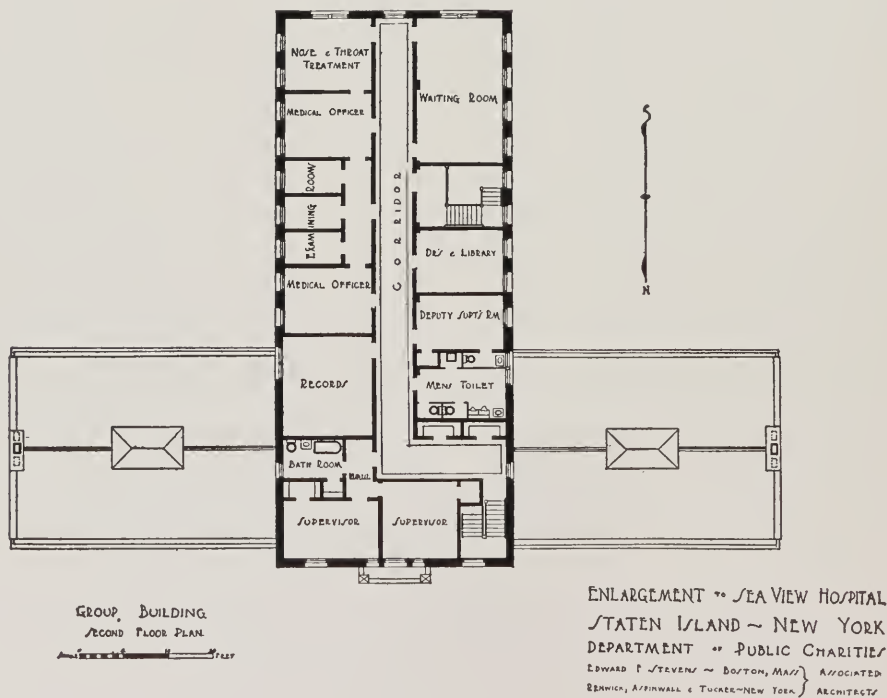 NOSE & THROAT
TREATMENT
MEDICAL OFFICER
WAITING ROOM
S
EXAMINING ROOMS
CORRIDOR
DR'S & LIBRARY
MEDICAL OFFICER
N
DEPUTY SUPT'S RM
RECORDS
MENS TOILET
BATH ROOM
HALL
SUPERVISOR
SUPERVISOR
GROUP BUILDING
SECOND FLOOR PLAN
FEET
ENLARGEMENT TO SEA VIEW HOSPITAL
STATEN ISLAND ~ NEW YORK
DEPARTMENT OF PUBLIC CHARITIES
EDWARD F STEVENS ~ BOSTON, MASS } ASSOCIATED
RENWICK, ASPINWALL & TUCKER~NEW YORK } ARCHITECTS